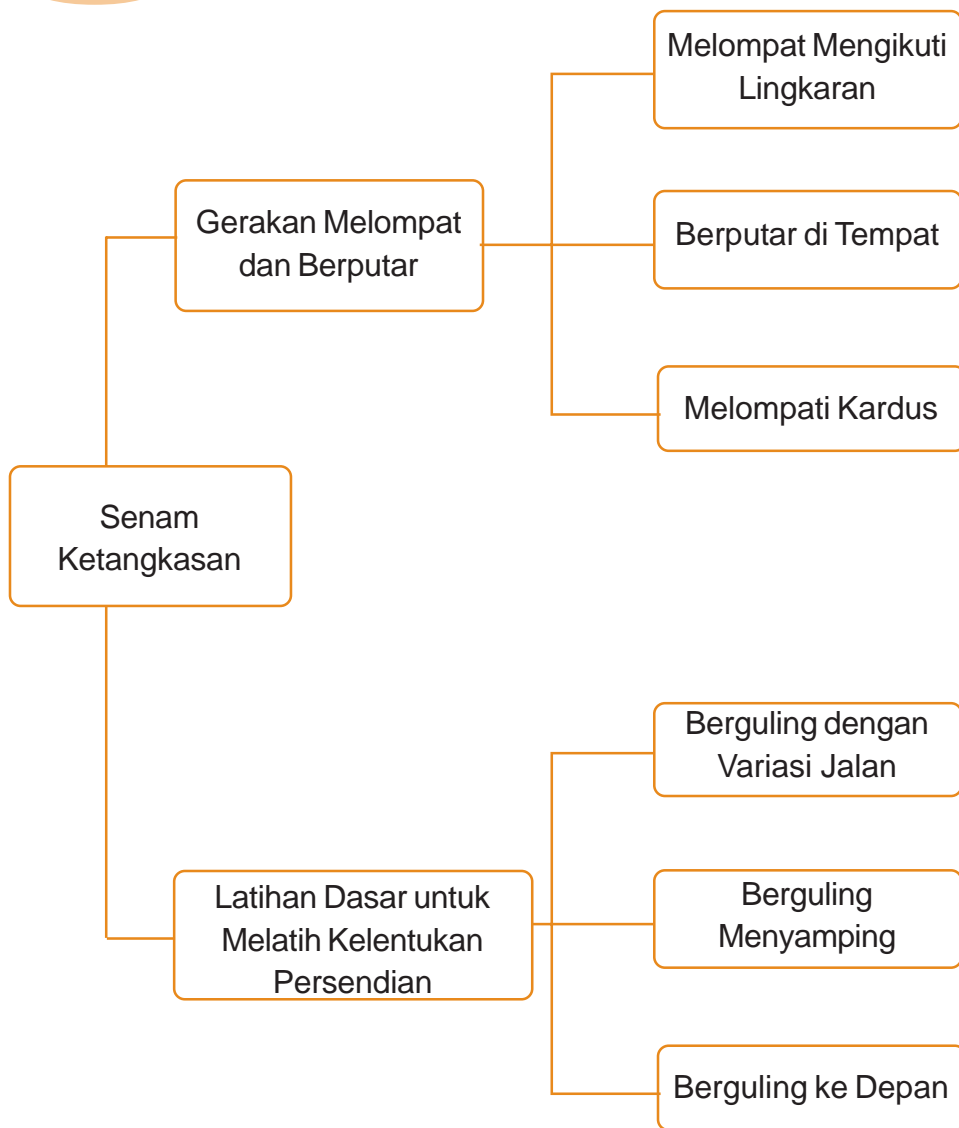 Melompat Mengikuti
Lingkaran
Gerakan Melompat
dan Berputar
Berputar di Tempat
Melompati Kardus
Senam
Ketangkasan
Berguling dengan
Variasi Jalan
Latihan Dasar untuk
Melatih Kelentukan
Persendian
Berguling
Menyamping
Berguling ke Depan